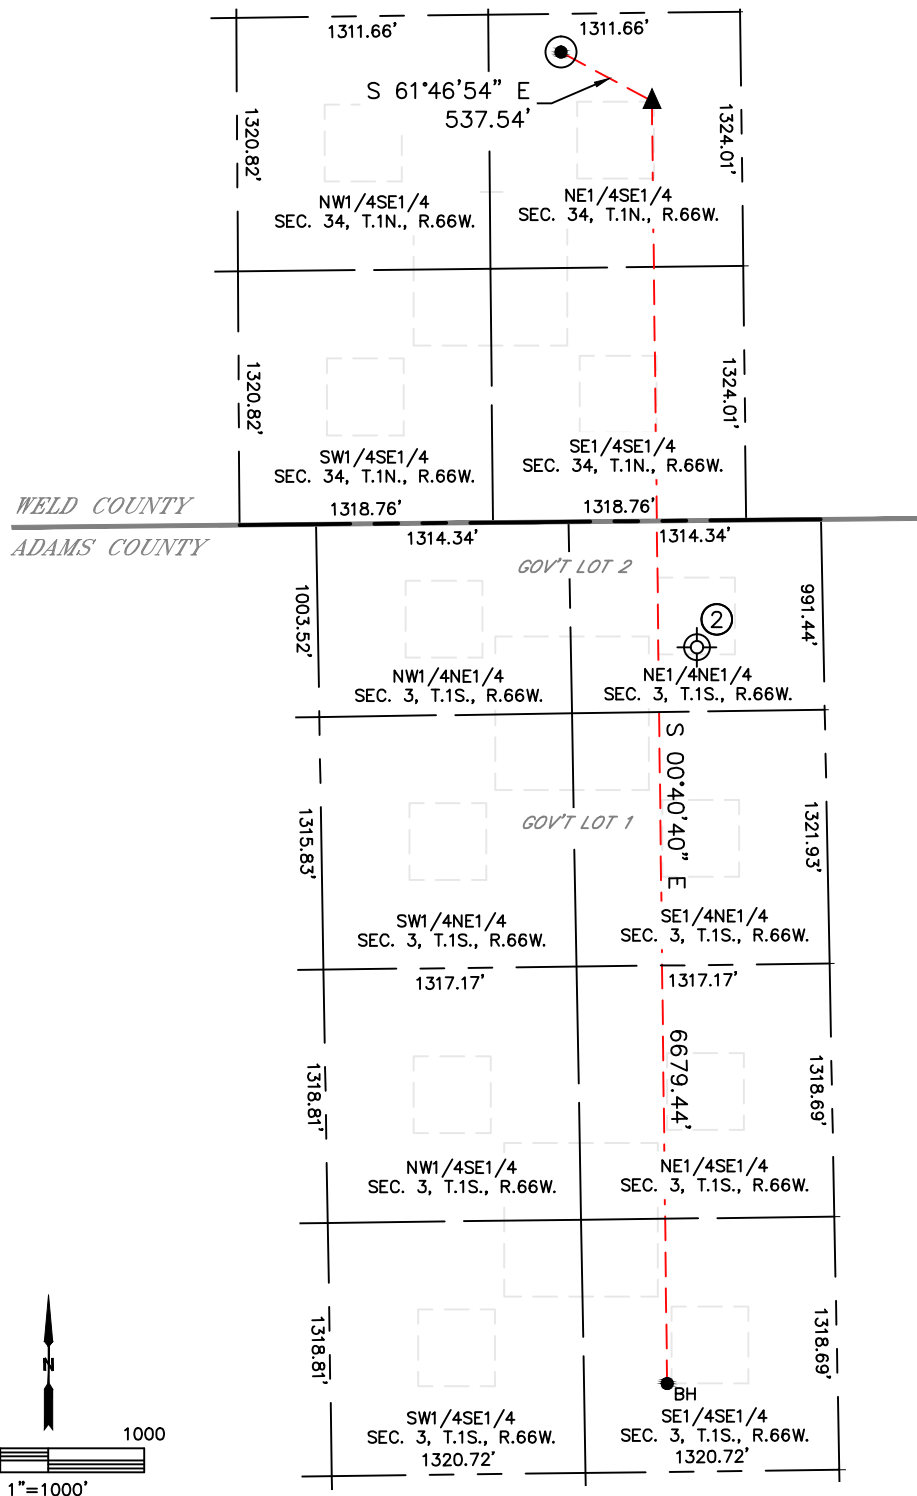 1311.66'
1311.66'
S 61°46'54" E
537.54'
1320.82'
1324.01'
NW1/4SE1/4
SEC. 34, T.1N., R.66W.
NE1/4SE1/4
SEC. 34, T.1N., R.66W.
1320.82'
1324.01'
SW1/4SE1/4
SEC. 34, T.1N., R.66W.
SE1/4SE1/4
SEC. 34, T.1N., R.66W.
WELD COUNTY
1318.76'
1318.76'
ADAMS COUNTY
1314.34'
1314.34'
GOV'T LOT 2
1003.52'
991.44'
2
NW1/4NE1/4
SEC. 3, T.1S., R.66W.
NE1/4NE1/4
SEC. 3, T.1S., R.66W.
S 00°40'40" E
GOV'T LOT 1
1315.83'
1321.93'
SW1/4NE1/4
SEC. 3, T.1S., R.66W.
SE1/4NE1/4
SEC. 3, T.1S., R.66W.
1317.17'
1317.17'
6679.44'
1318.81'
1318.69'
NW1/4SE1/4
SEC. 3, T.1S., R.66W.
NE1/4SE1/4
SEC. 3, T.1S., R.66W.
1318.81'
1318.69'
N
BH
SW1/4SE1/4
SEC. 3, T.1S., R.66W.
SE1/4SE1/4
SEC. 3, T.1S., R.66W.
1320.72'
1320.72'
1000
1"=1000'